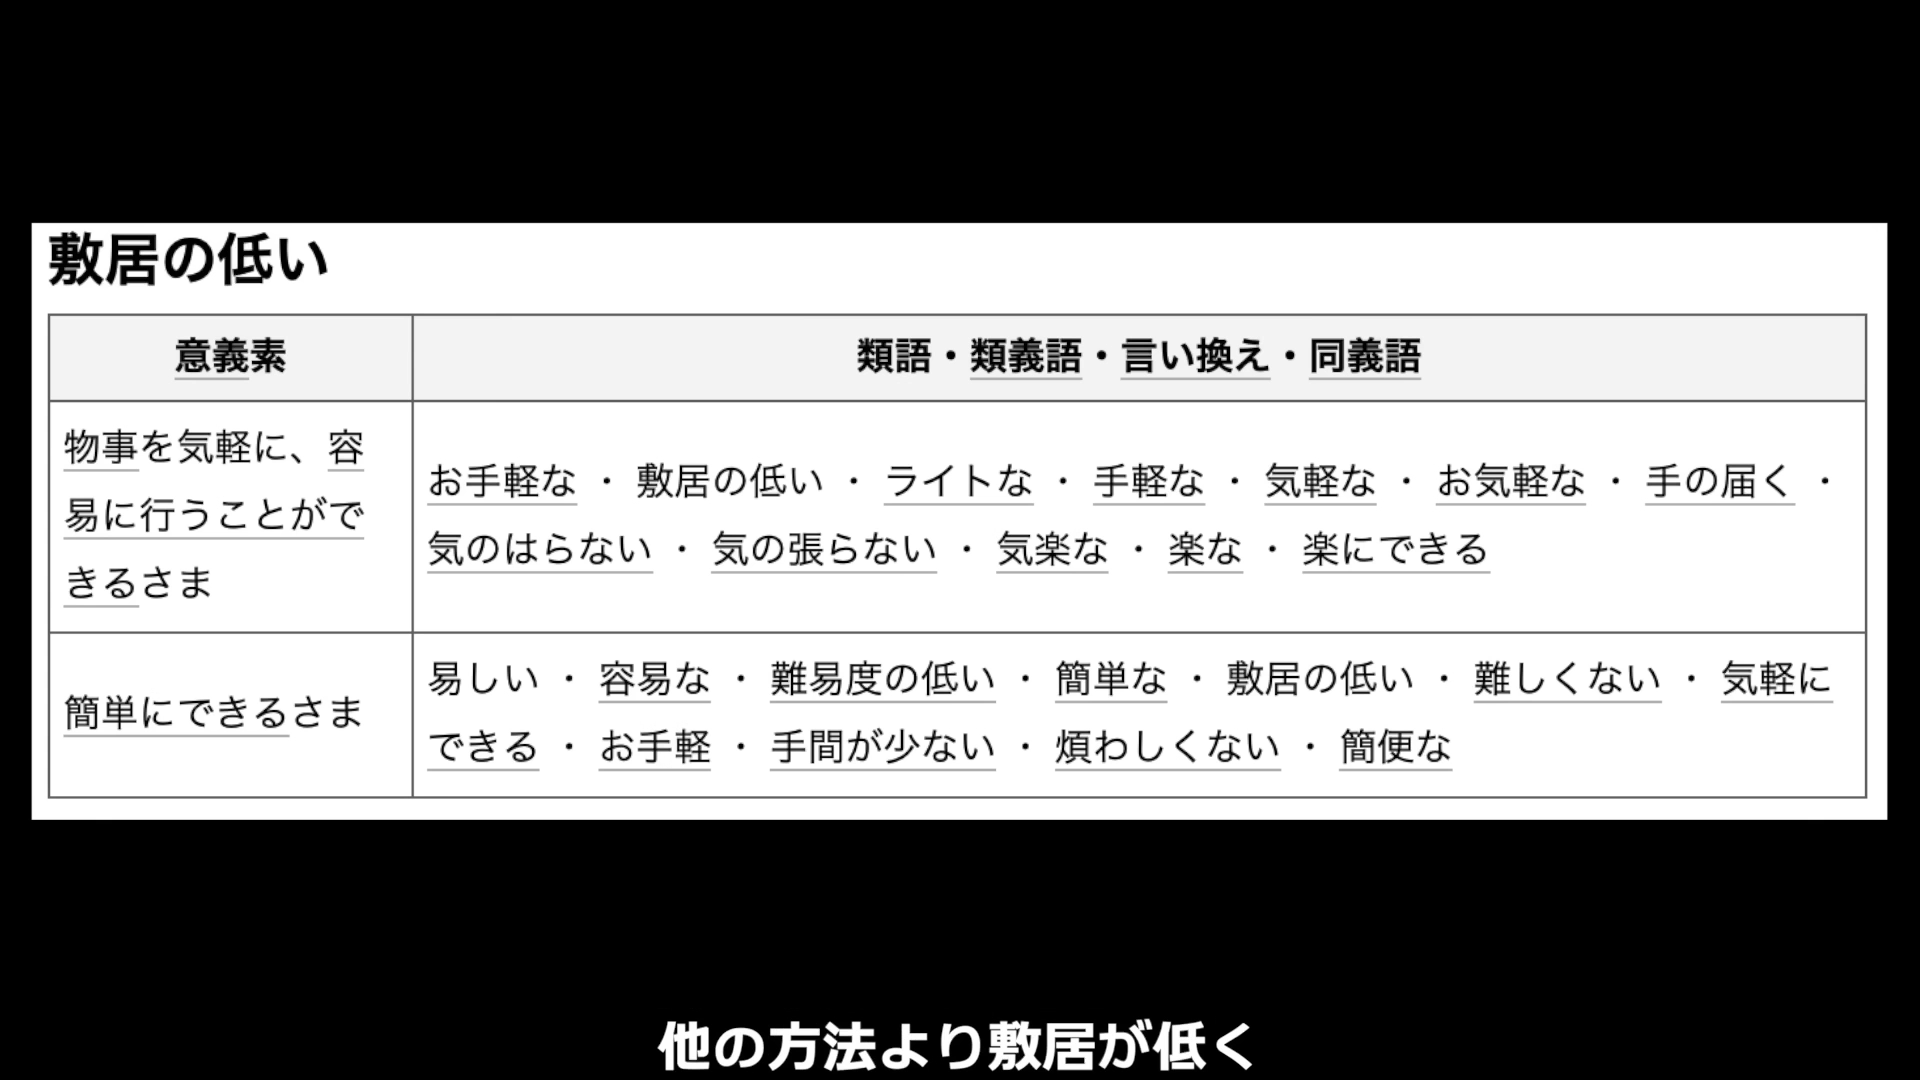 敷居の低い
意義素
類語・類義語・言い換え・同義語
物事を気軽に、容
易に行うことがで
きるさま
お手軽な ・ 敷居の低い ・ ライトな ・ 手軽な ・ 気軽な ・ お気軽な ・ 手の届く ・
気のはらない ・ 気の張らない ・ 気楽な ・ 楽な ・ 楽にできる
簡単にできるさま
易しい ・ 容易な ・ 難易度の低い ・ 簡単な ・ 敷居の低い ・ 難しくない ・ 気軽に
できる ・ お手軽 ・ 手間が少ない ・ 煩わしくない ・ 簡便な
他の方法より敷居が低く